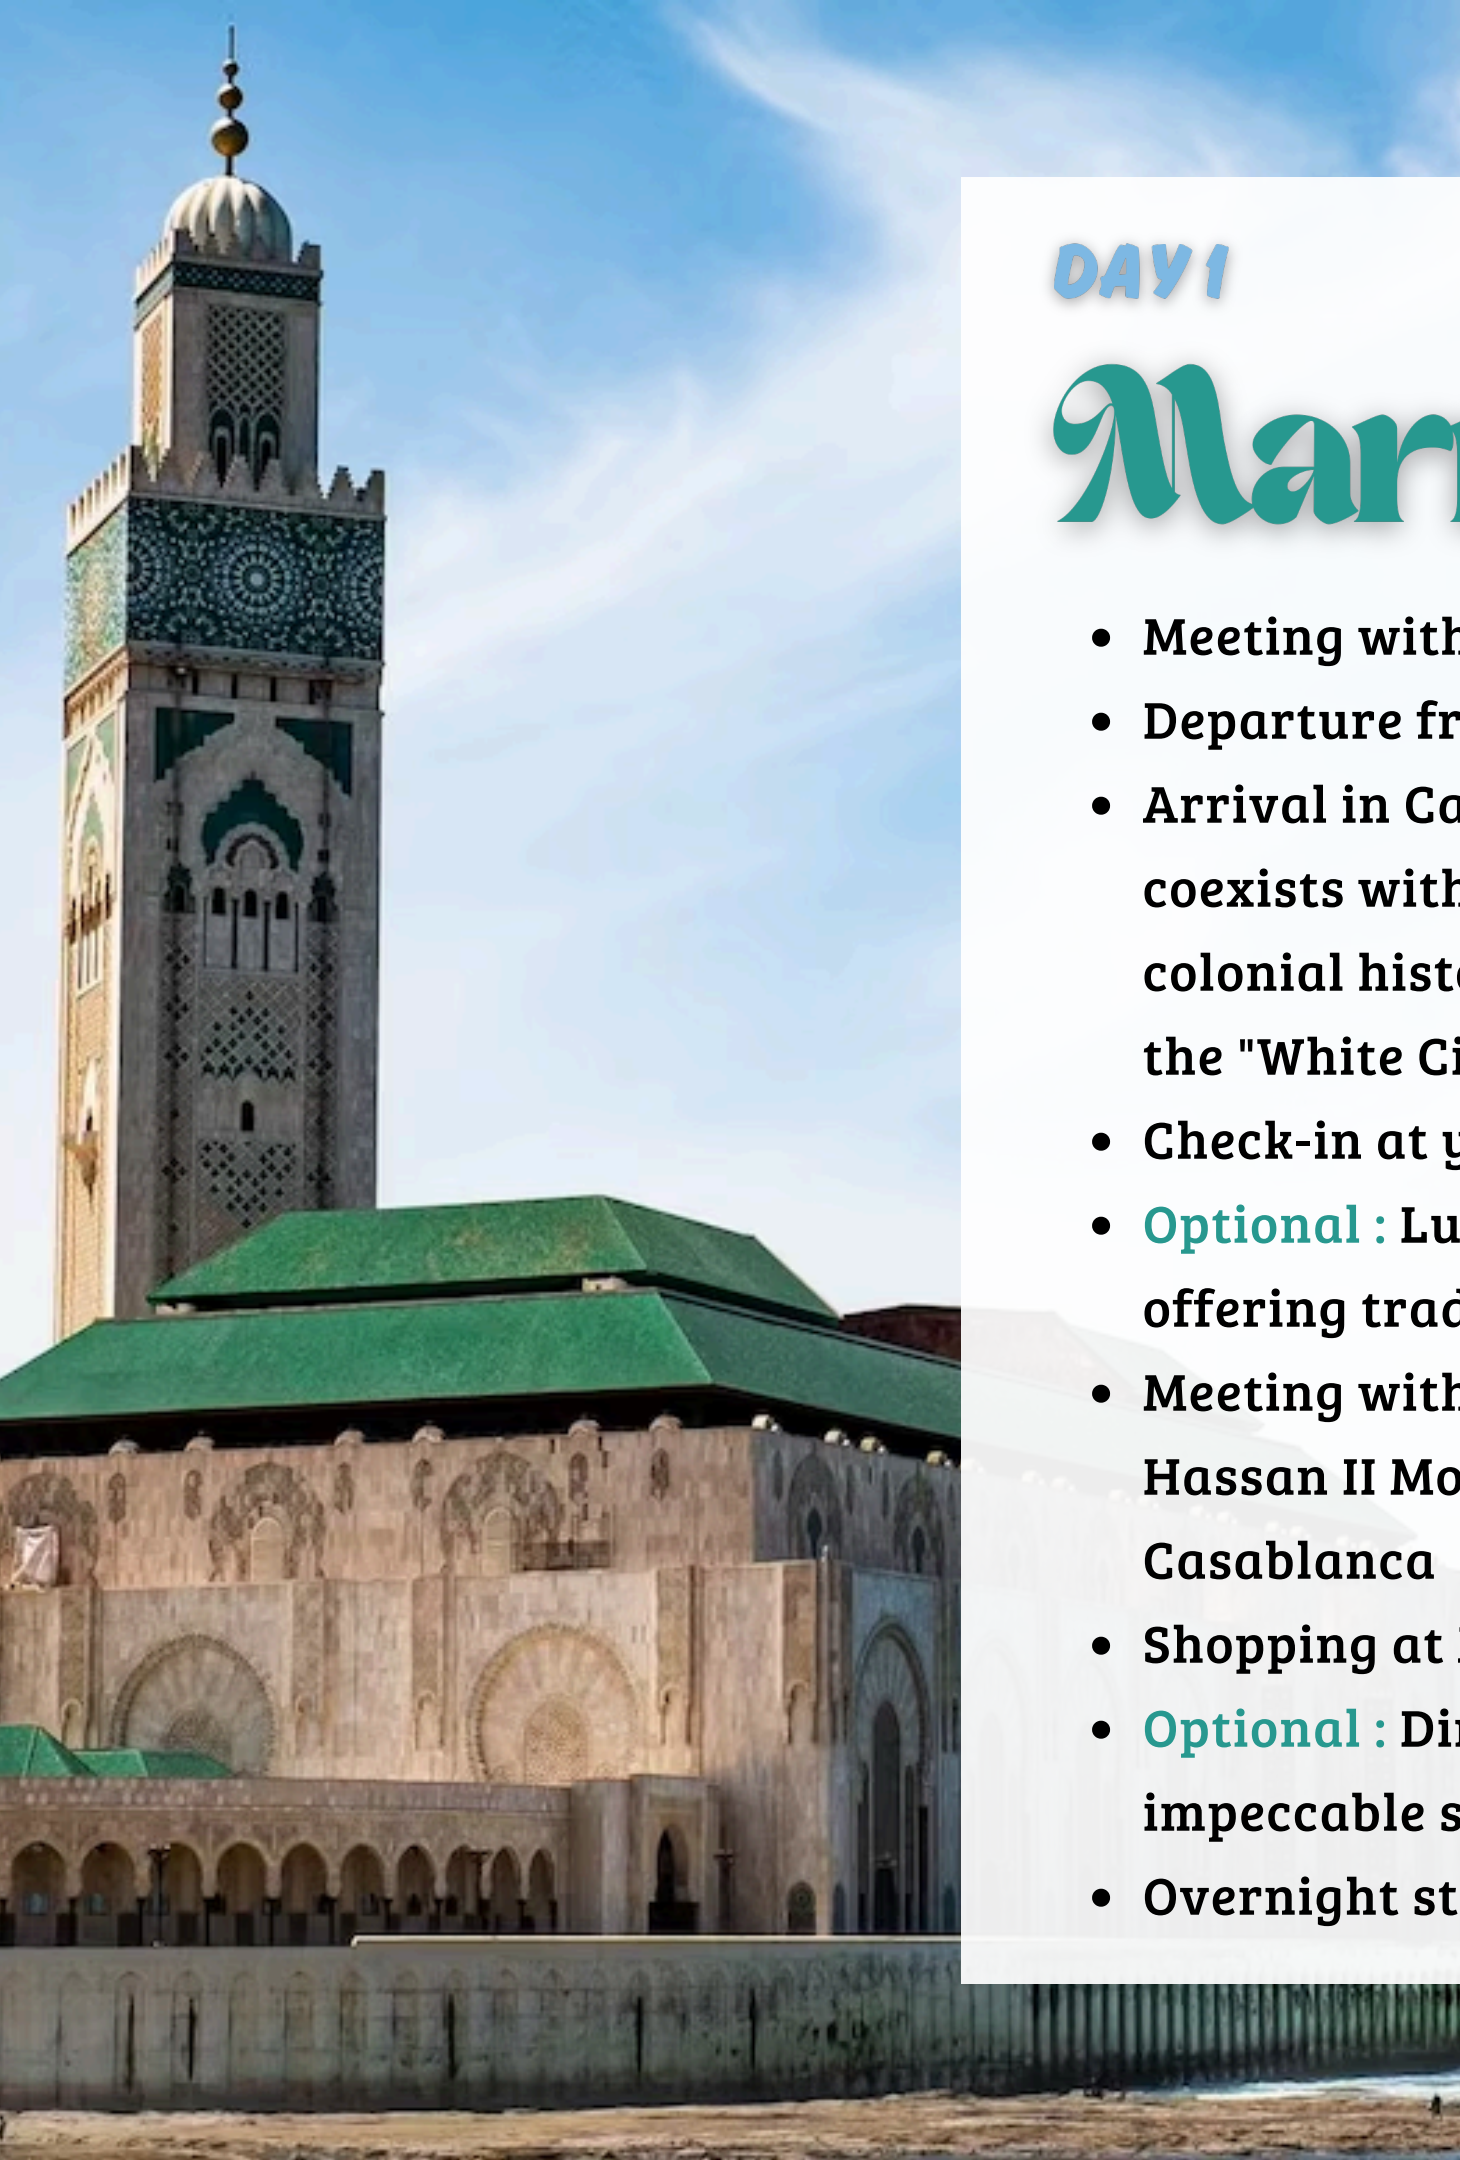 DAY 1
Mar
Meeting with
Departure fr
Arrival in Ca
coexists with
colonial hist
the "White Ci
Check-in at y
Optional : Lu
offering trad
Meeting with
Hassan II Mo
Casablanca
Shopping at
Optional : Di
impeccable s
Overnight st